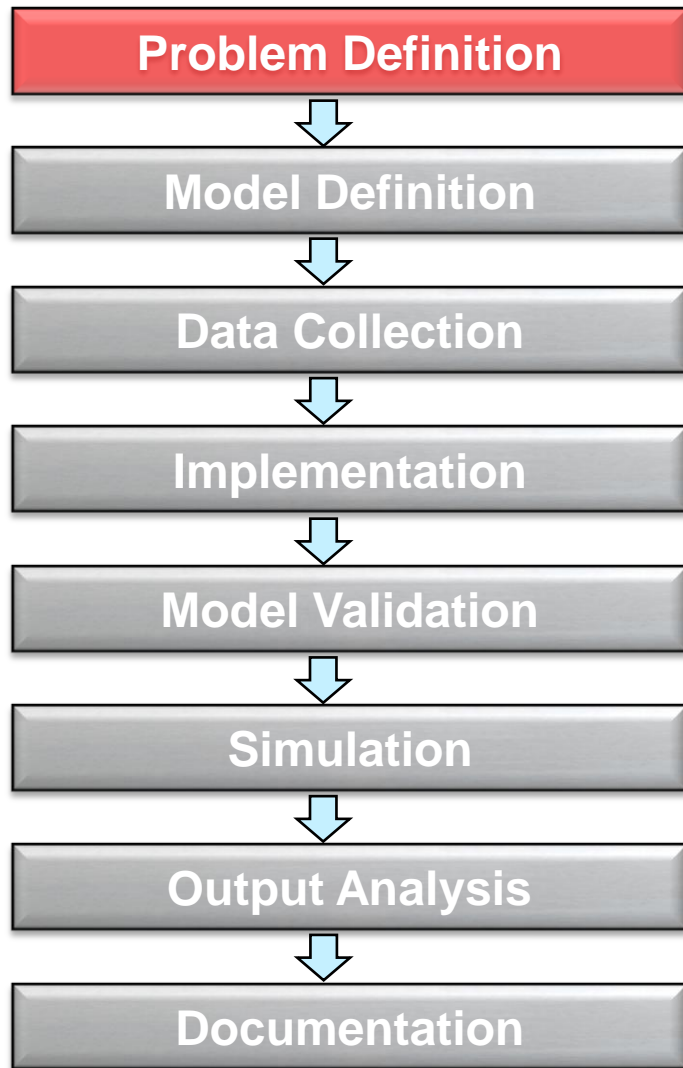 Problem Definition
Model Definition
Data Collection
Implementation
Model Validation
Simulation
Output Analysis
Documentation